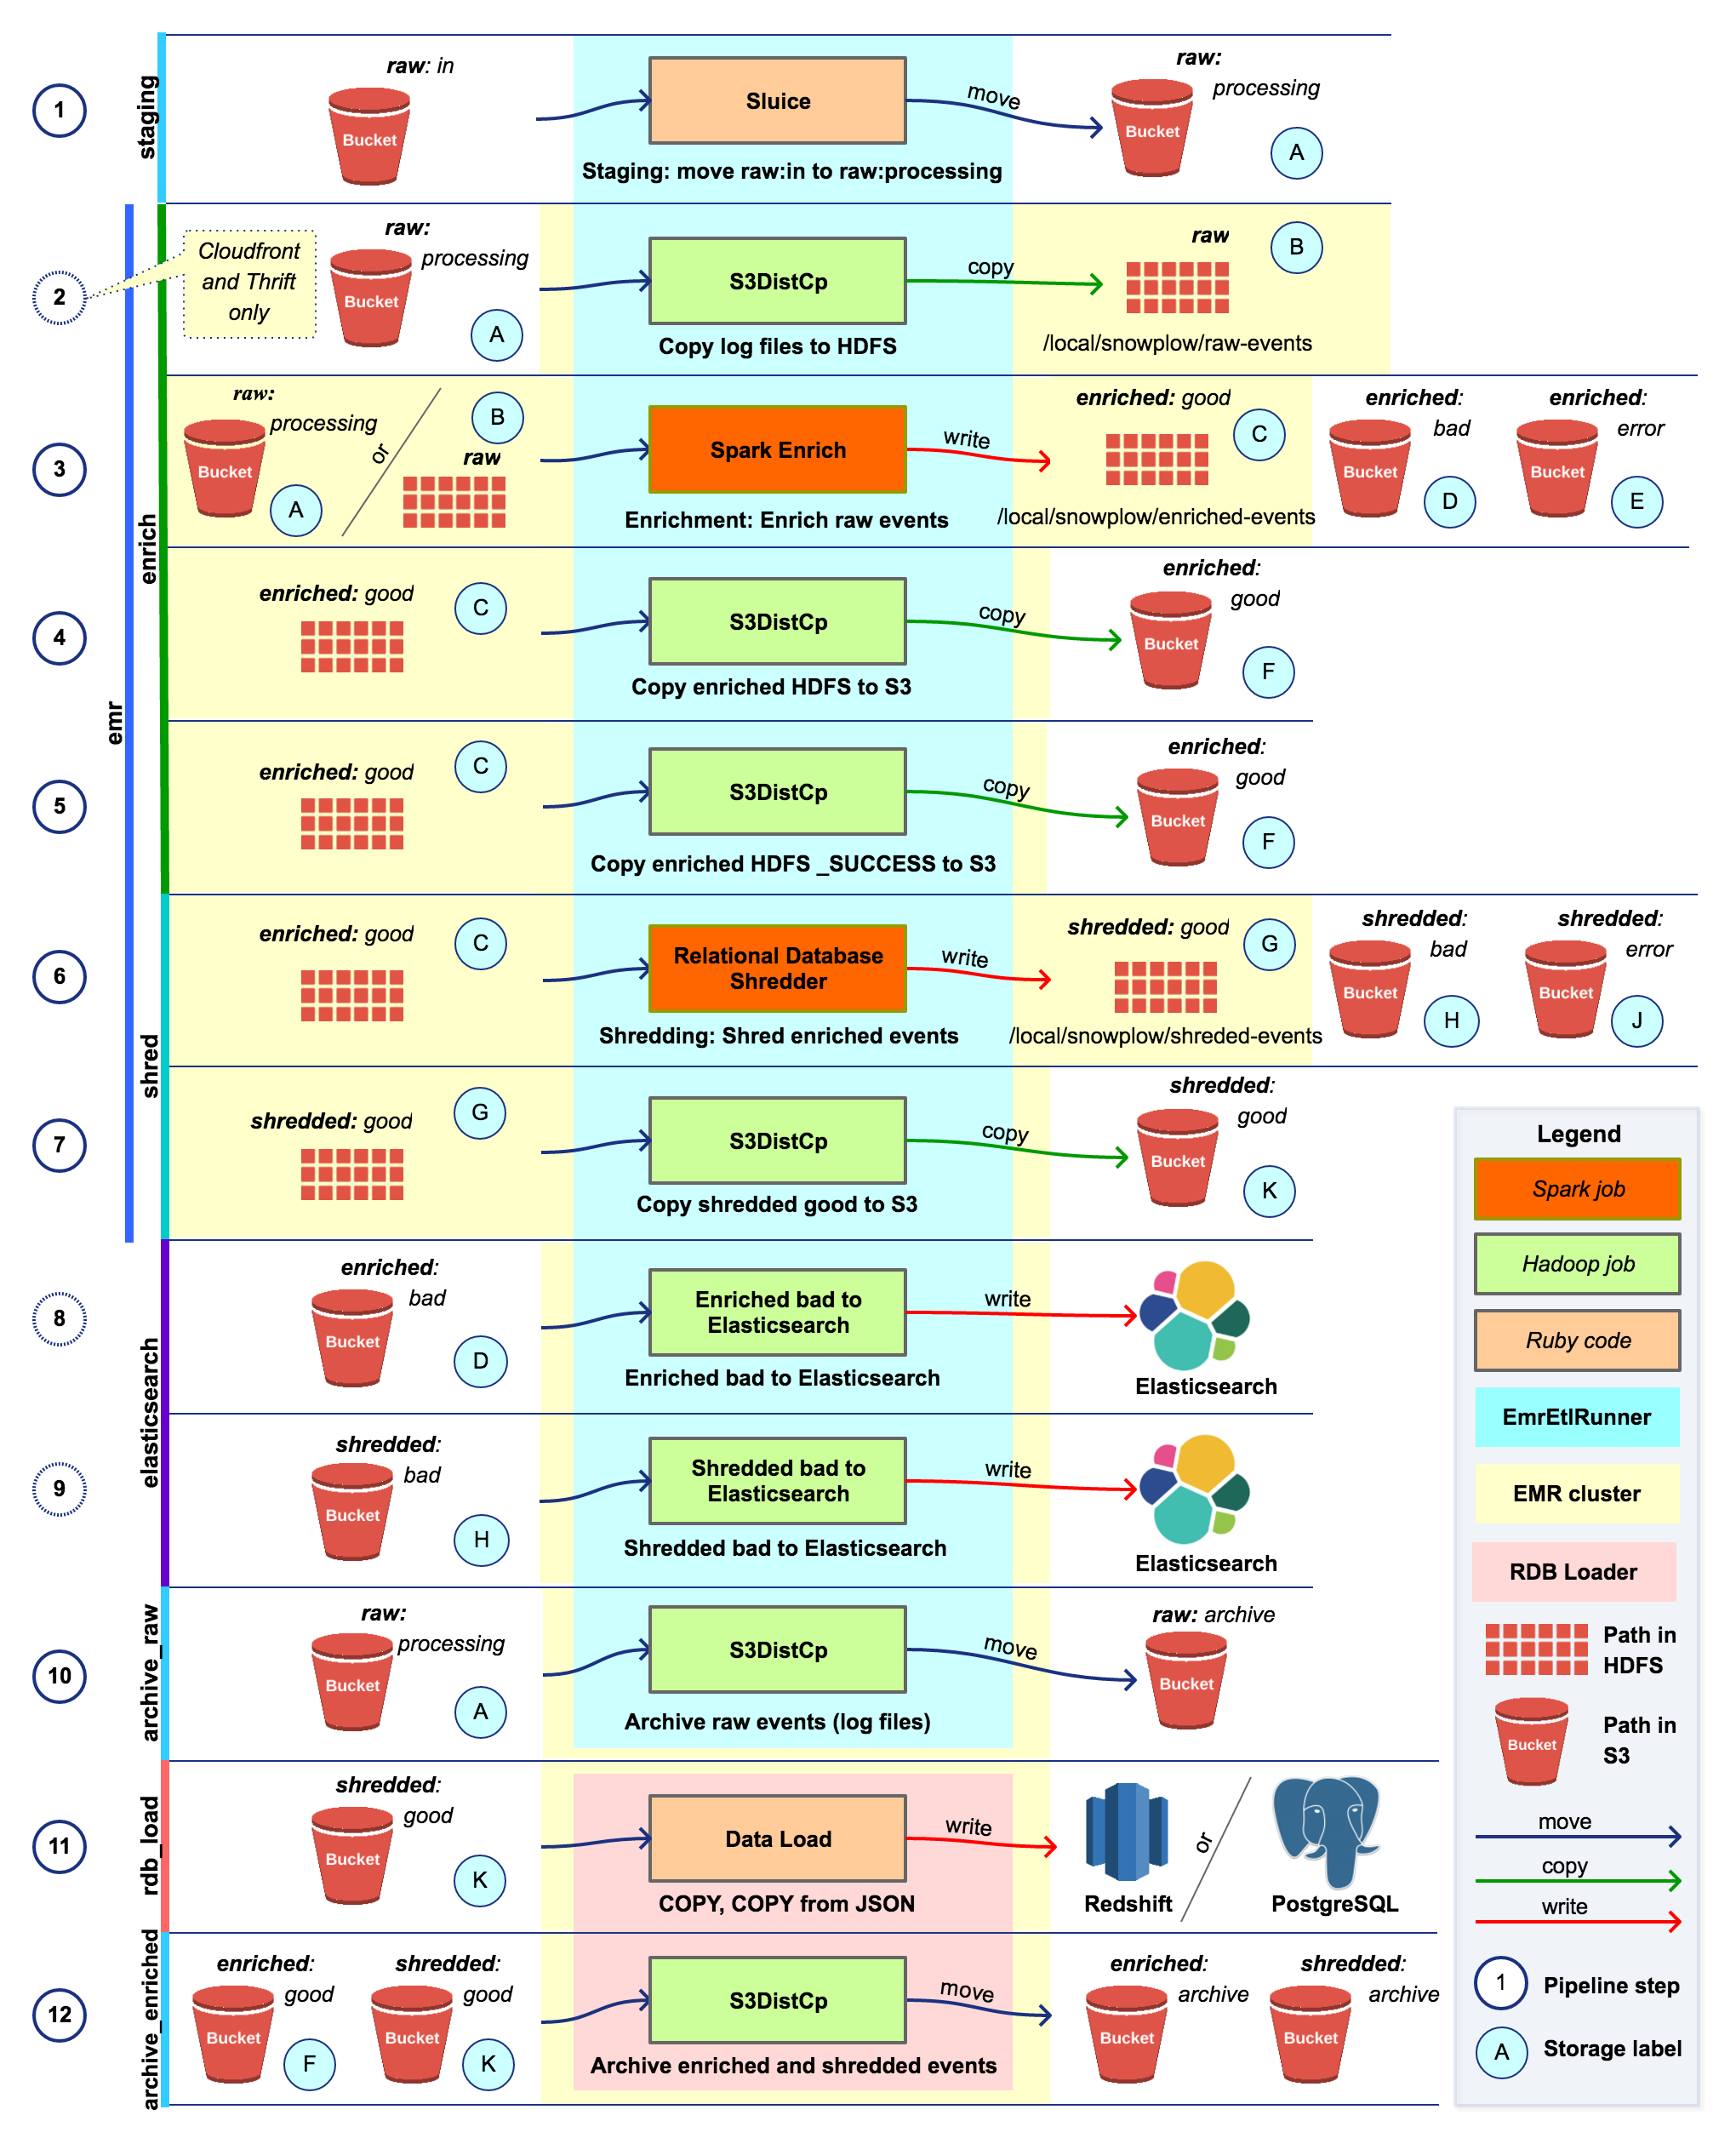 staging
1
raw: in
Bucket
Sluice
move
Staging: move raw:in to raw:processing
raw:
processing
Bucket
A
emr
enrich
2
Cloudfront
and Thrift
only
raw:
processing
Bucket
A
S3DistCp
copy
Copy log files to HDFS
raw
B
/local/snowplow/raw-events
3
raw:
processing
Bucket
A
or
B
raw
Spark Enrich
write
Enrichment: Enrich raw events
enriched: good
C
/local/snowplow/enriched-events
enriched:
bad
Bucket
D
enriched:
error
Bucket
E
4
enriched: good
C
S3DistCp
copy
Copy enriched HDFS to S3
enriched:
good
Bucket
F
5
enriched: good
C
S3DistCp
copy
Copy enriched HDFS _SUCCESS to S3
enriched:
good
Bucket
F
shred
6
enriched: good
C
Relational Database
Shredder
write
Shredding: Shred enriched events
shredded: good
G
/local/snowplow/shreded-events
shredded:
bad
Bucket
H
shredded:
error
Bucket
J
7
shredded: good
G
S3DistCp
copy
Copy shredded good to S3
shredded:
good
Bucket
K
elasticsearch
8
enriched:
bad
Bucket
D
Enriched bad to
Elasticsearch
write
Enriched bad to Elasticsearch
Elasticsearch
9
shredded:
bad
Bucket
H
Shredded bad to
Elasticsearch
write
Shredded bad to Elasticsearch
Elasticsearch
archive_raw
10
raw:
processing
Bucket
A
S3DistCp
move
Archive raw events (log files)
raw: archive
Bucket
rdb_load
11
shredded:
good
Bucket
K
Data Load
write
COPY, COPY from JSON
Redshift
or
PostgreSQL
archive_enriched
12
enriched:
good
Bucket
F
shredded:
good
Bucket
K
S3DistCp
move
Archive enriched and shredded events
enriched:
archive
Bucket
shredded:
archive
Bucket
Legend
Spark job
Hadoop job
Ruby code
EmrEtlRunner
EMR cluster
RDB Loader
Path in
HDFS
Bucket
Path in
S3
move
copy
write
1
Pipeline step
A
Storage label